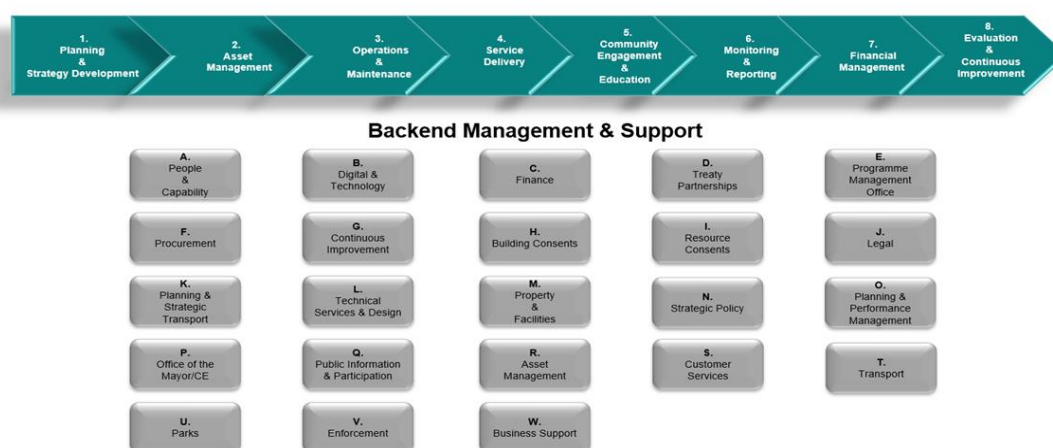 1.
Planning
&
Strategy Development
2.
Asset
Management
3.
Operations
&
Maintenance
4.
Service
Delivery
5.
Community
Engagement
&
Education
6.
Monitoring
&
Reporting
7.
Financial
Management
8.
Evaluation
&
Continuous
Improvement
Backend Management & Support
A.
People
&
Capability
B.
Digital &
Technology
C.
Finance
D.
Treaty
Partnerships
E.
Programme
Management
Office
F.
Procurement
G.
Continuous
Improvement
H.
Building Consents
I.
Resource
Consents
J.
Legal
K.
Planning &
Strategic
Transport
L.
Technical
Services & Design
M.
Property
&
Facilities
N.
Strategic Policy
O.
Planning &
Performance
Management
P.
Office of the
Mayor/CE
Q.
Public Information
& Participation
R.
Asset
Management
S.
Customer
Services
T.
Transport
U.
Parks
V.
Enforcement
W.
Business Support